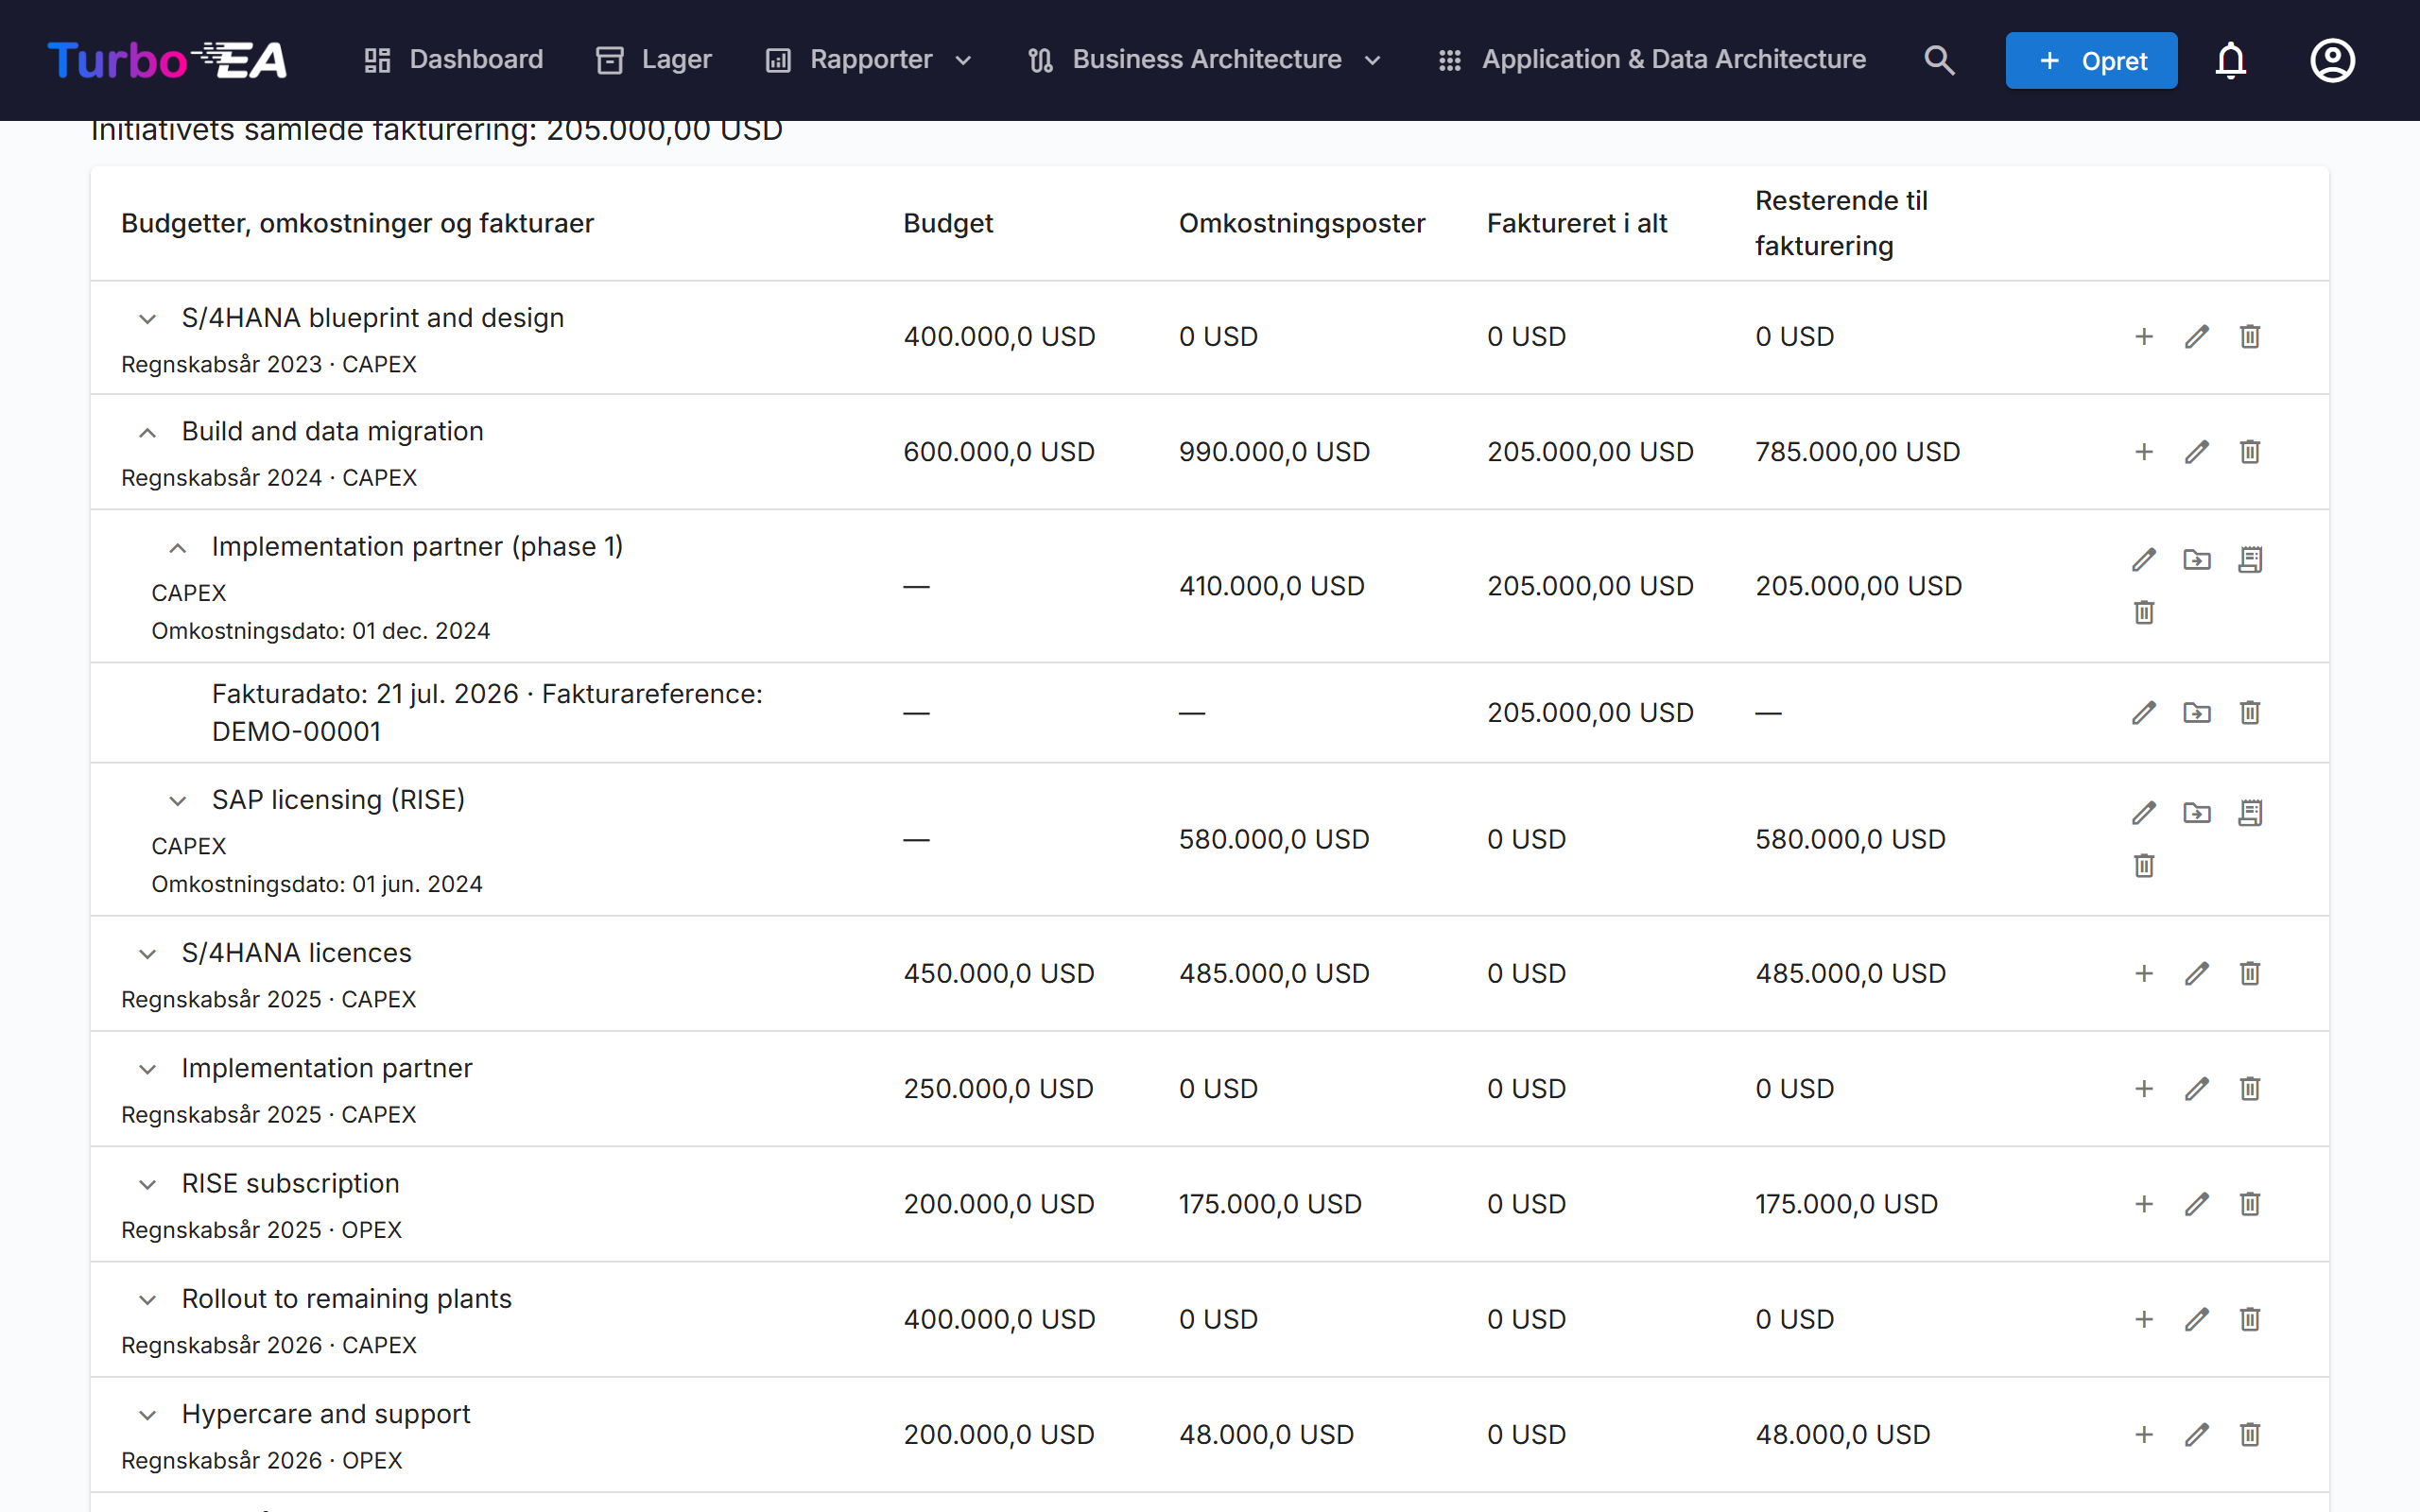 Turbo EA
Dashboard
Lager
Rapporter
Business Architecture
Application & Data Architecture
Opret
Initiativets samlede fakturering: 205.000,00 USD
Budgetter, omkostninger og fakturaer
Budget
Omkostningsposter
Faktureret i alt
Resterende til
fakturering
S/4HANA blueprint and design
Regnskabsår 2023 · CAPEX
400.000,0 USD
0 USD
0 USD
0 USD
Build and data migration
Regnskabsår 2024 · CAPEX
600.000,0 USD
990.000,0 USD
205.000,00 USD
785.000,00 USD
Implementation partner (phase 1)
CAPEX
Omkostningsdato: 01 dec. 2024
—
410.000,0 USD
205.000,00 USD
205.000,00 USD
Fakturadato: 21 jul. 2026 · Fakturareference:
DEMO-00001
—
—
205.000,00 USD
—
SAP licensing (RISE)
CAPEX
Omkostningsdato: 01 jun. 2024
—
580.000,0 USD
0 USD
580.000,0 USD
S/4HANA licences
Regnskabsår 2025 · CAPEX
450.000,0 USD
485.000,0 USD
0 USD
485.000,0 USD
Implementation partner
Regnskabsår 2025 · CAPEX
250.000,0 USD
0 USD
0 USD
0 USD
RISE subscription
Regnskabsår 2025 · OPEX
200.000,0 USD
175.000,0 USD
0 USD
175.000,0 USD
Rollout to remaining plants
Regnskabsår 2026 · CAPEX
400.000,0 USD
0 USD
0 USD
0 USD
Hypercare and support
Regnskabsår 2026 · OPEX
200.000,0 USD
48.000,0 USD
0 USD
48.000,0 USD